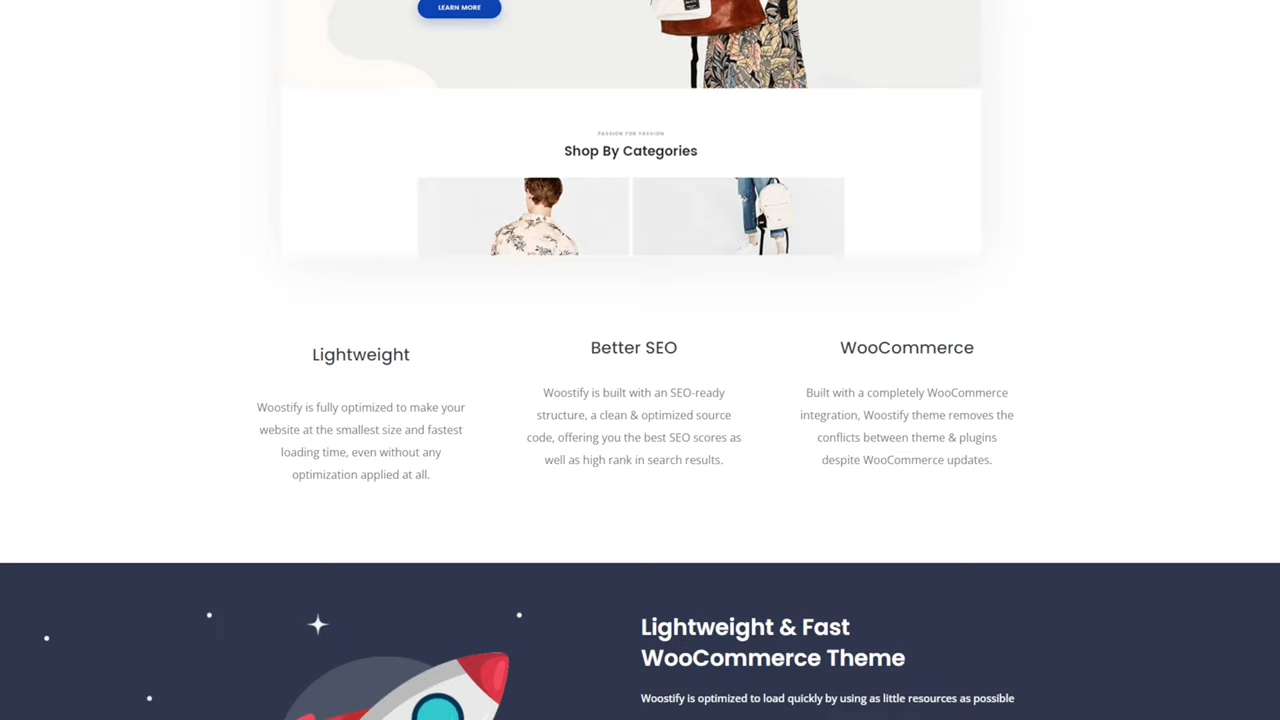 LEARN MORE
PASSION FOR FASHION
Shop By Categories
Lightweight
Woostify is fully optimized to make your
website at the smallest size and fastest
loading time, even without any
optimization applied at all.
Better SEO
Woostify is built with an SEO-ready
structure, a clean & optimized source
code, offering you the best SEO scores as
well as high rank in search results.
WooCommerce
Built with a completely WooCommerce
integration, Woostify theme removes the
conflicts between theme & plugins
despite WooCommerce updates.
Lightweight & Fast
WooCommerce Theme
Woostify is optimized to load quickly by using as little resources as possible